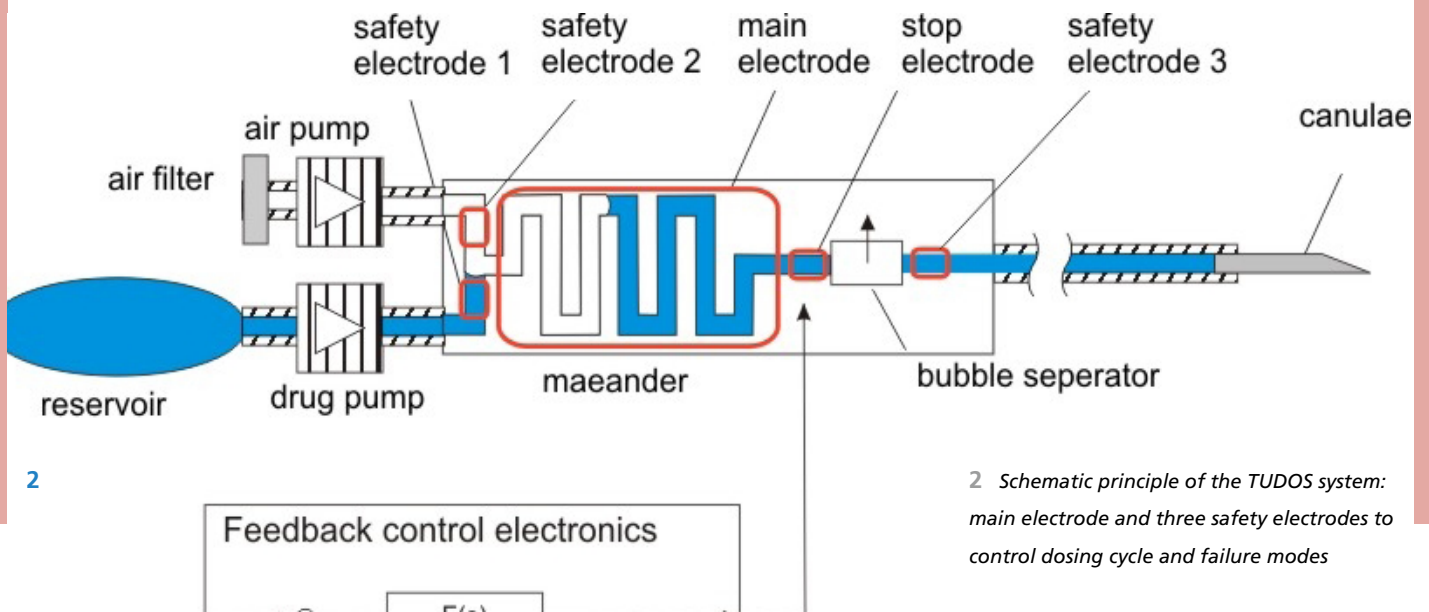 safety electrode 1
safety electrode 2
main electrode
stop electrode
safety electrode 3
canulae
air pump
air filter
maeander
bubble seperator
reservoir
drug pump
2
2 Schematic principle of the TUDOS system:
main electrode and three safety electrodes to
control dosing cycle and failure modes
Feedback control electronics